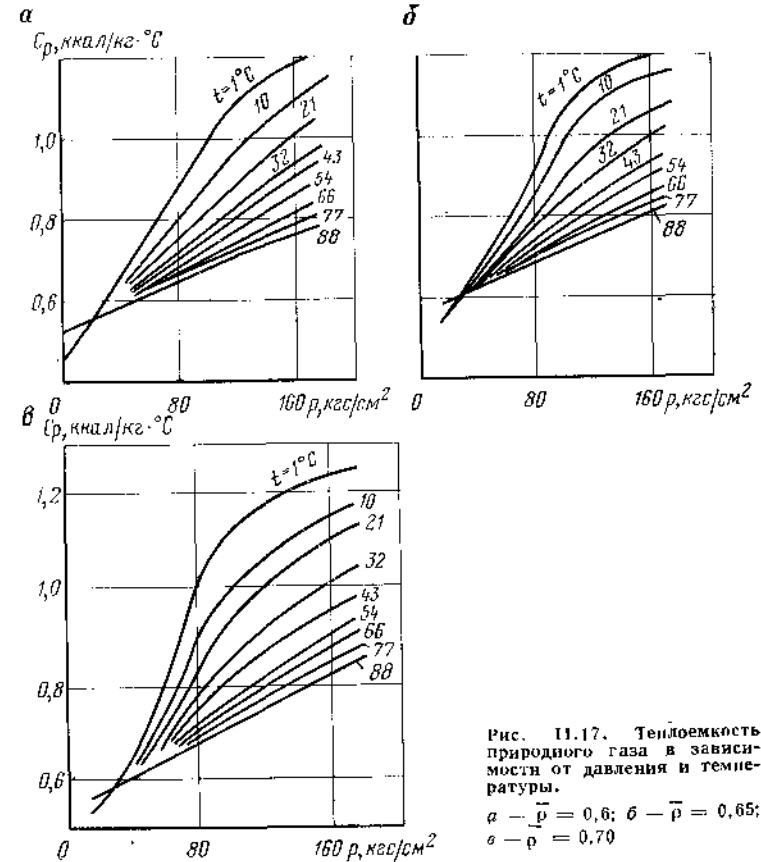 а
б
Cp, ккал/кг·°C
t=1°C
10
21
32
43
54
66
77
88
1,0
0,8
0,6
0
80
160 p, кгс/см²
t=1°C
10
21
32
43
54
66
77
88
0
80
160 p, кгс/см²
в
Cp, ккал/кг·°C
t=1°C
10
21
32
43
54
66
77
88
1,2
1,0
0,8
0,6
0
80
160 p, кгс/см²
Рис. II.17. Теплоемкость
природного газа в зависи-
мости от давления и темпе-
ратуры.
а — ρ̅ = 0,6; б — ρ̅ = 0,65;
в — ρ̅ = 0,70